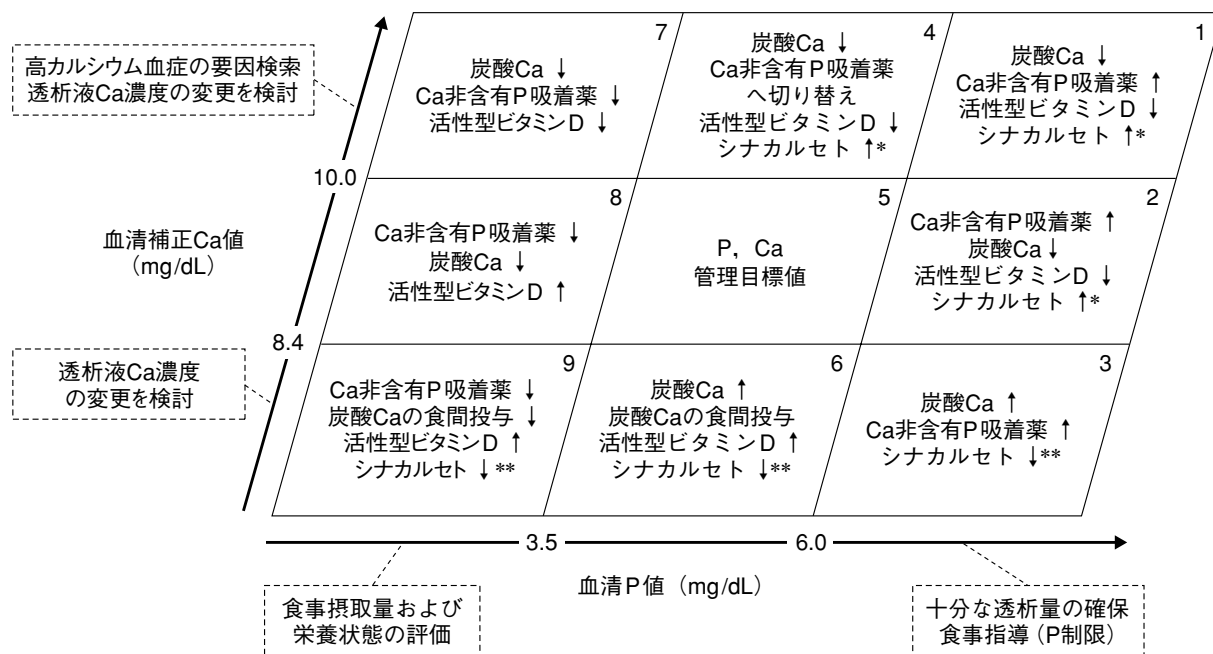 高カルシウム血症の要因検索
透析液Ca濃度の変更を検討
7
炭酸Ca ↓
Ca非含有P吸着薬 ↓
活性型ビタミンD ↓
4
炭酸Ca ↓
Ca非含有P吸着薬
へ切り替え
活性型ビタミンD ↓
シナカルセト ↑*
1
炭酸Ca ↓
Ca非含有P吸着薬 ↑
活性型ビタミンD ↓
シナカルセト ↑*
10.0
血清補正Ca値
(mg/dL)
8
Ca非含有P吸着薬 ↓
炭酸Ca ↓
活性型ビタミンD ↑
5
P, Ca
管理目標値
2
Ca非含有P吸着薬 ↑
炭酸Ca ↓
活性型ビタミンD ↓
シナカルセト ↑*
8.4
透析液Ca濃度
の変更を検討
9
Ca非含有P吸着薬 ↓
炭酸Caの食間投与 ↓
活性型ビタミンD ↑
シナカルセト ↓**
6
炭酸Ca ↑
炭酸Caの食間投与
活性型ビタミンD ↑
シナカルセト ↓**
3
炭酸Ca ↑
Ca非含有P吸着薬 ↑
シナカルセト ↓**
3.5
6.0
血清P値 (mg/dL)
食事摂取量および
栄養状態の評価
十分な透析量の確保
食事指導(P制限)